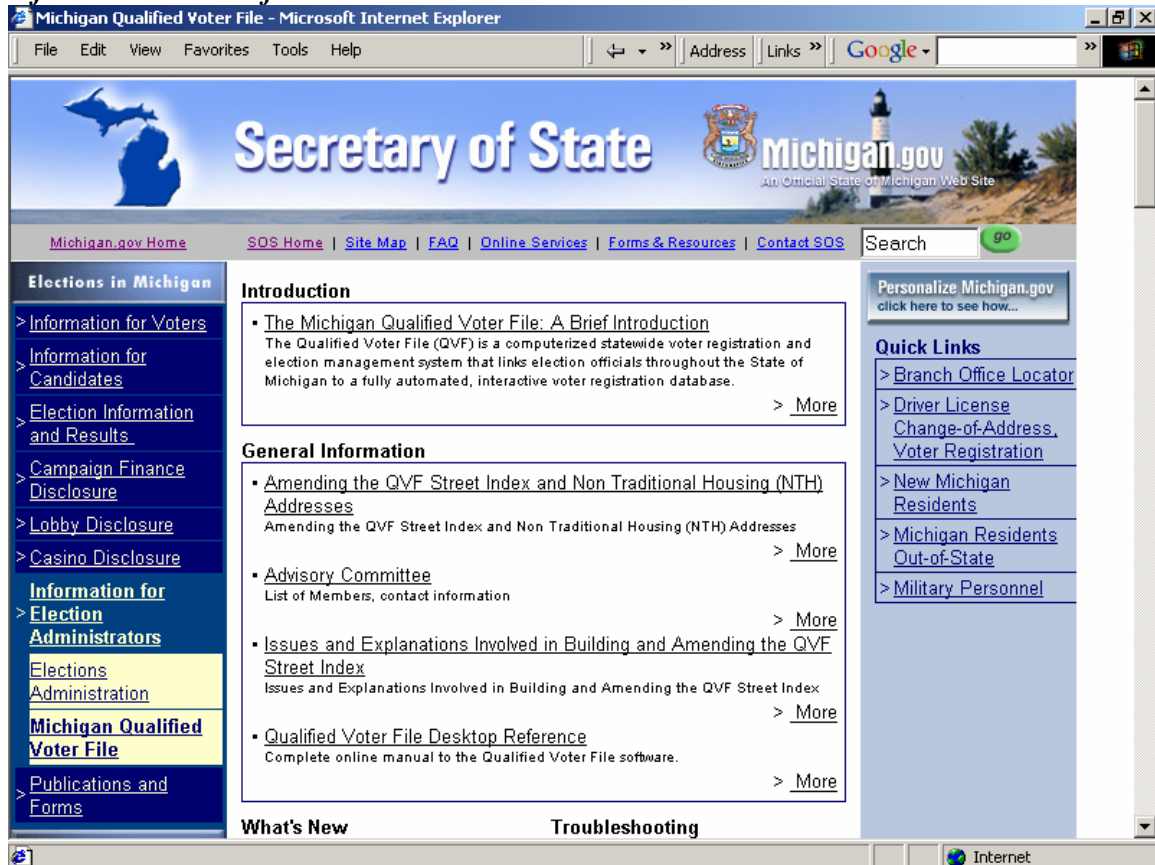 Michigan Qualified Voter File - Microsoft Internet Explorer
File Edit View Favorites Tools Help
» Address Links » Google
»
Secretary of State
Michigan.gov
An Official State of Michigan Web Site
Michigan.gov Home
SOS Home | Site Map | FAQ | Online Services | Forms & Resources | Contact SOS
Search go
Elections in Michigan
> Information for Voters
> Information for
Candidates
> Election Information
and Results
> Campaign Finance
Disclosure
> Lobby Disclosure
> Casino Disclosure
> Information for
Election
Administrators
Elections
Administration
Michigan Qualified
Voter File
> Publications and
Forms
Introduction
▪ The Michigan Qualified Voter File: A Brief Introduction
The Qualified Voter File (QVF) is a computerized statewide voter registration and
election management system that links election officials throughout the State of
Michigan to a fully automated, interactive voter registration database.
> More
General Information
▪ Amending the QVF Street Index and Non Traditional Housing (NTH)
Addresses
Amending the QVF Street Index and Non Traditional Housing (NTH) Addresses
> More
▪ Advisory Committee
List of Members, contact information
> More
▪ Issues and Explanations Involved in Building and Amending the QVF
Street Index
Issues and Explanations Involved in Building and Amending the QVF Street Index
> More
▪ Qualified Voter File Desktop Reference
Complete online manual to the Qualified Voter File software.
> More
What's New
Troubleshooting
Personalize Michigan.gov
click here to see how...
Quick Links
> Branch Office Locator
> Driver License
Change-of-Address,
Voter Registration
> New Michigan
Residents
> Michigan Residents
Out-of-State
> Military Personnel
Internet